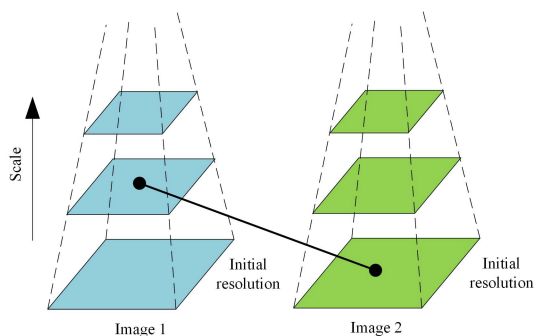 Scale
Initial
resolution
Initial
resolution
Image 1
Image 2